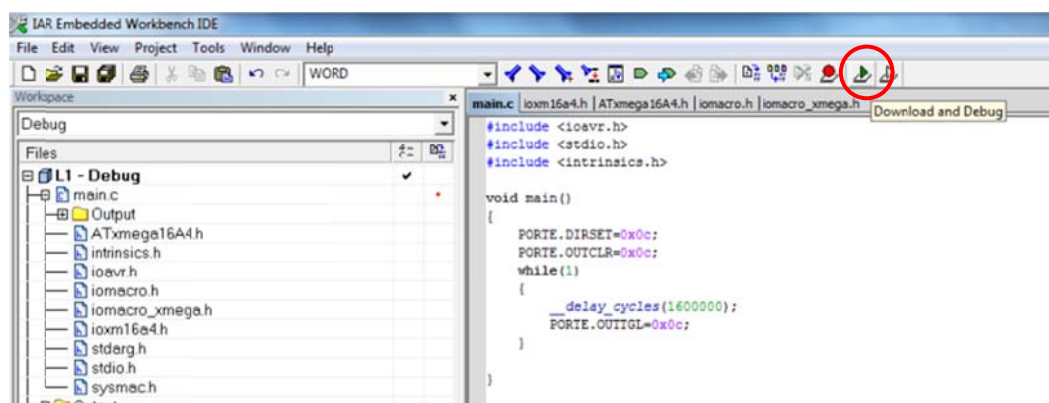 IAR Embedded Workbench IDE
File Edit View Project Tools Window Help
WORD
Workspace
Debug
Files
L1 - Debug
main.c
Output
ATxmega16A4.h
intrinsics.h
ioavr.h
iomacro.h
iomacro_xmega.h
ioxm16a4.h
stdarg.h
stdio.h
sysmac.h
main.c ioxm16a4.h ATxmega16A4.h iomacro.h iomacro_xmega.h
Download and Debug
#include <ioavr.h>
#include <stdio.h>
#include <intrinsics.h>
void main()
{
PORTE.DIRSET=0x0c;
PORTE.OUTCLR=0x0c;
while(1)
{
__delay_cycles(1600000);
PORTE.OUTTGL=0x0c;
}
}